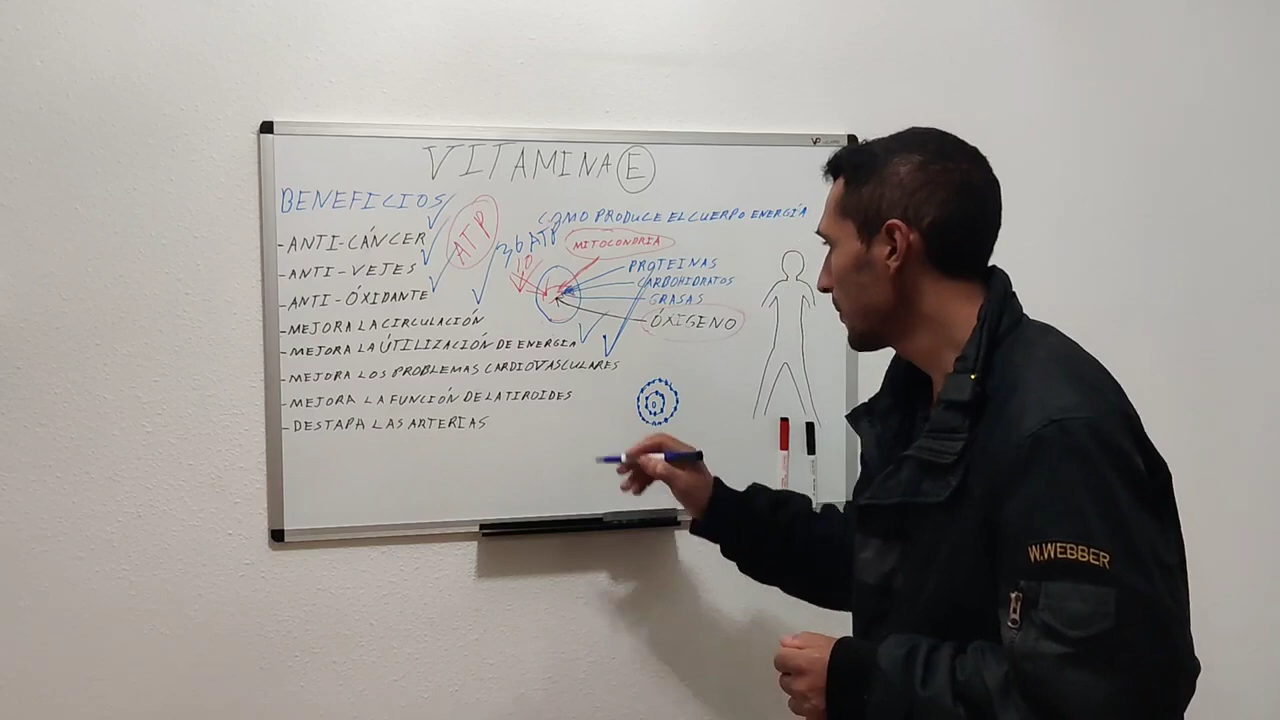 VITAMINA E
BENEFICIOS
-ANTI-CÁNCER
-ANTI-VEJES
-ANTI-ÓXIDANTE
-MEJORA LA CIRCULACIÓN
-MEJORA LA ÚTILIZACIÓN DE ENERGIA
-MEJORA LOS PROBLEMAS CARDIOVASCULARES
-MEJORA LA FUNCIÓN DE LA TIROIDES
-DESTAPA LAS ARTERIAS
ATP
COMO PRODUCE EL CUERPO ENERGÍA
36 ATP
MITOCONDRIA
PROTEINAS
CARBOHIDRATOS
GRASAS
ÓXIGENO
W.WEBBER